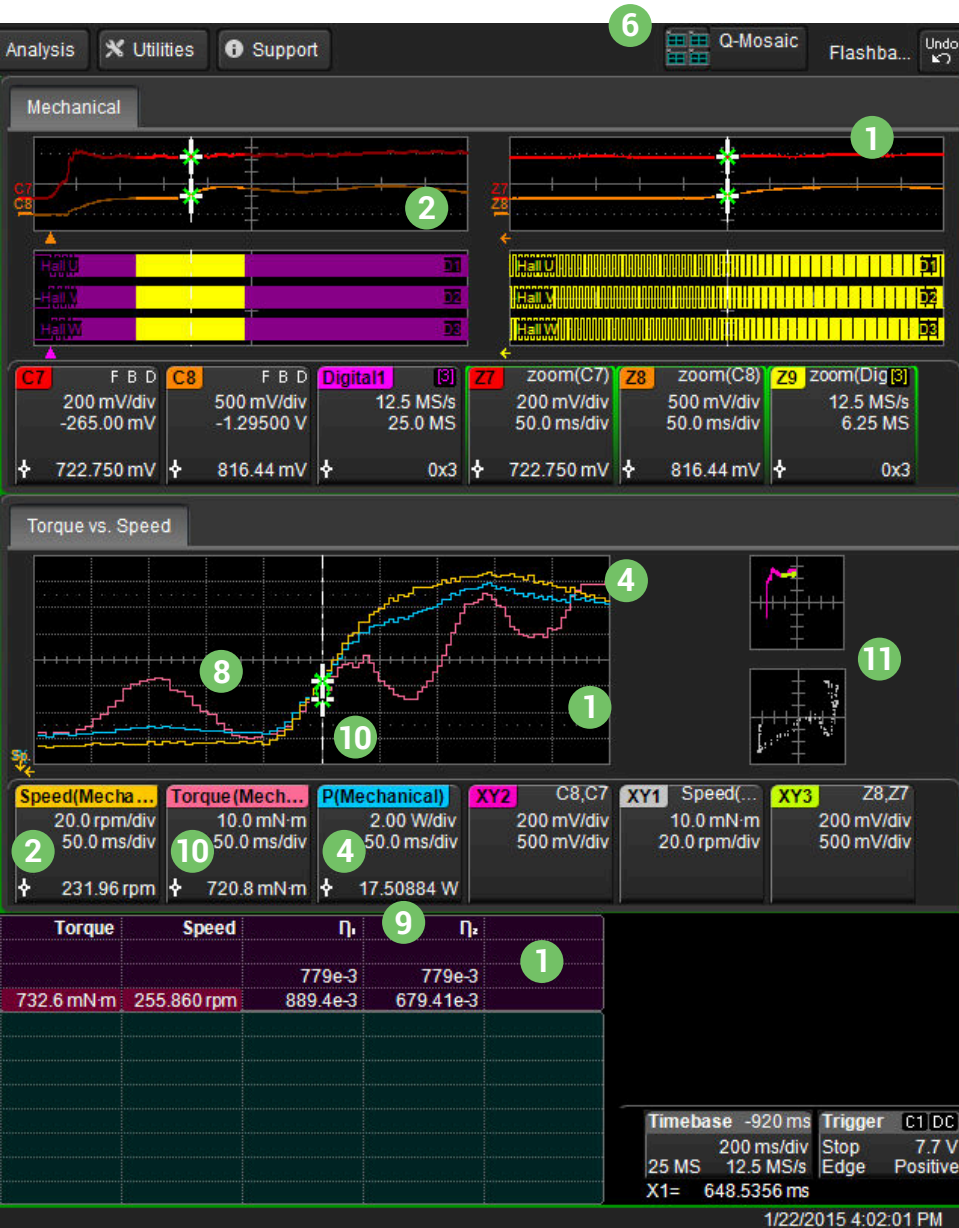 6
Analysis Utilities Support Q-Mosaic Flashba... Undo
Mechanical
1
C7
C8
2
Z7
Z8
Hall U D1
Hall V D2
Hall W D3
Hall U D1
Hall V D2
Hall W D3
C7 F B D
200 mV/div
-265.00 mV
722.750 mV
C8 F B D
500 mV/div
-1.29500 V
816.44 mV
Digital1 [3]
12.5 MS/s
25.0 MS
0x3
Z7 zoom(C7)
200 mV/div
50.0 ms/div
722.750 mV
Z8 zoom(C8)
500 mV/div
50.0 ms/div
816.44 mV
Z9 zoom(Dig [3]
12.5 MS/s
6.25 MS
0x3
Torque vs. Speed
4
8
11
1
10
Sp.
Speed(Mecha...
20.0 rpm/div
50.0 ms/div
2
231.96 rpm
Torque(Mech...
10.0 mN·m
50.0 ms/div
10
720.8 mN·m
P(Mechanical)
2.00 W/div
50.0 ms/div
4
17.50884 W
XY2 C8,C7
200 mV/div
500 mV/div
XY1 Speed(...
10.0 mN·m
20.0 rpm/div
XY3 Z8,Z7
200 mV/div
500 mV/div
Torque Speed η₁ 9 η₂
1
779e-3 779e-3
732.6 mN·m 255.860 rpm 889.4e-3 679.41e-3
Timebase -920 ms
200 ms/div
25 MS 12.5 MS/s
X1= 648.5356 ms
Trigger C1 DC
Stop 7.7 V
Edge Positive
1/22/2015 4:02:01 PM